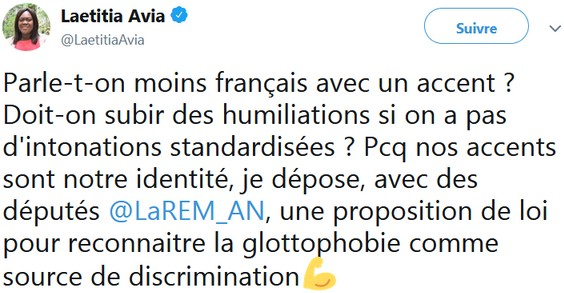 Laetitia Avia
@LaetitiaAvia
Suivre
Parle-t-on moins français avec un accent ?
Doit-on subir des humiliations si on a pas
d'intonations standardisées ? Pcq nos accents
sont notre identité, je dépose, avec des
députés @LaREM_AN, une proposition de loi
pour reconnaitre la glottophobie comme
source de discrimination💪